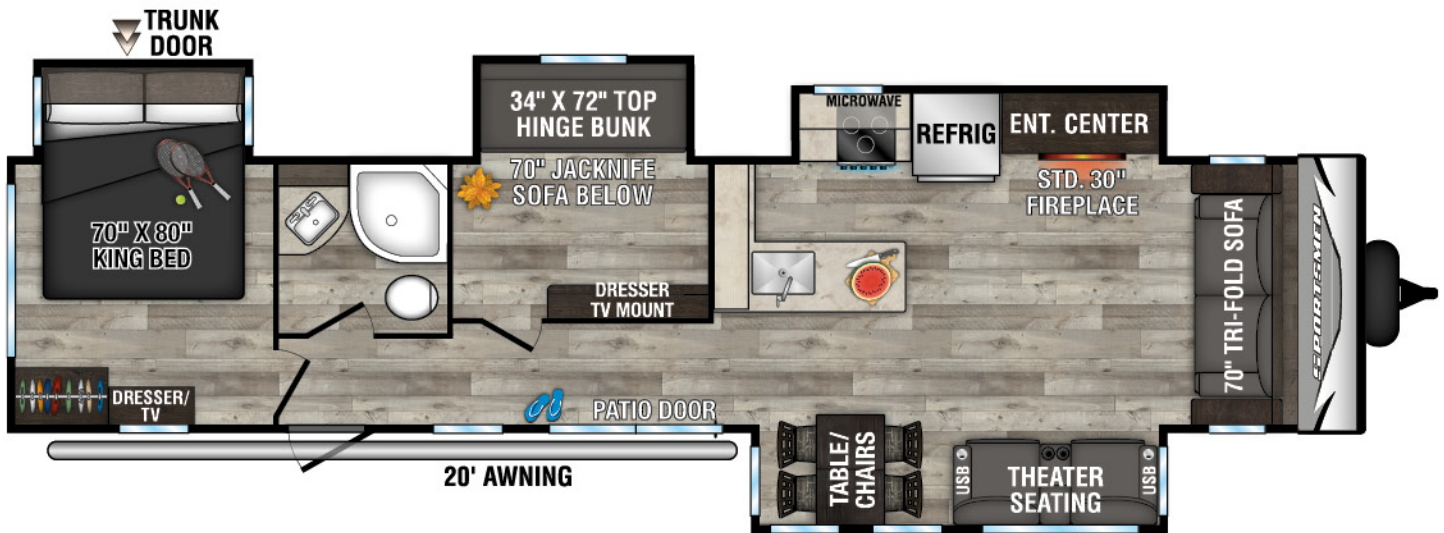 TRUNK
DOOR
34" X 72" TOP
HINGE BUNK
70" JACKNIFE
SOFA BELOW
MICROWAVE
REFRIG
ENT. CENTER
STD. 30"
FIREPLACE
70" X 80"
KING BED
DRESSER
TV MOUNT
70" TRI-FOLD SOFA
SPORTSMEN
DRESSER/
TV
PATIO DOOR
20' AWNING
TABLE/
CHAIRS
USB
THEATER
SEATING
USB